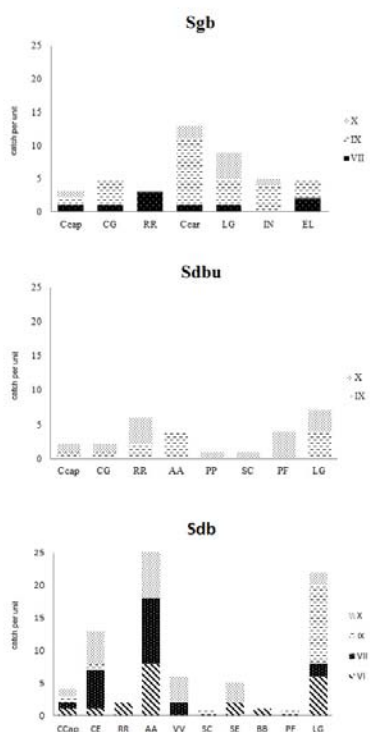 Sgb
25
20
15
10
5
0
catch per unit
Ccap CG RR Ccar LG IN EL
X
IX
VII
Sdbu
25
20
15
10
5
0
catch per unit
Ccap CG RR AA PP SC PF LG
X
IX
Sdb
25
20
15
10
5
0
catch per unit
CCap CE RR AA VV SC SE BB PF LG
X
IX
VII
VI